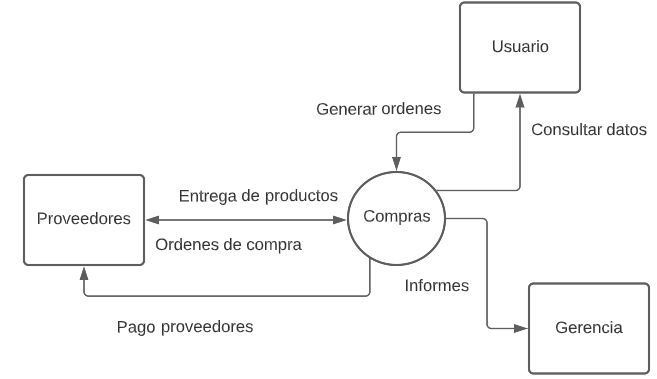 Usuario
Generar ordenes
Consultar datos
Entrega de productos
Proveedores
Compras
Ordenes de compra
Informes
Pago proveedores
Gerencia